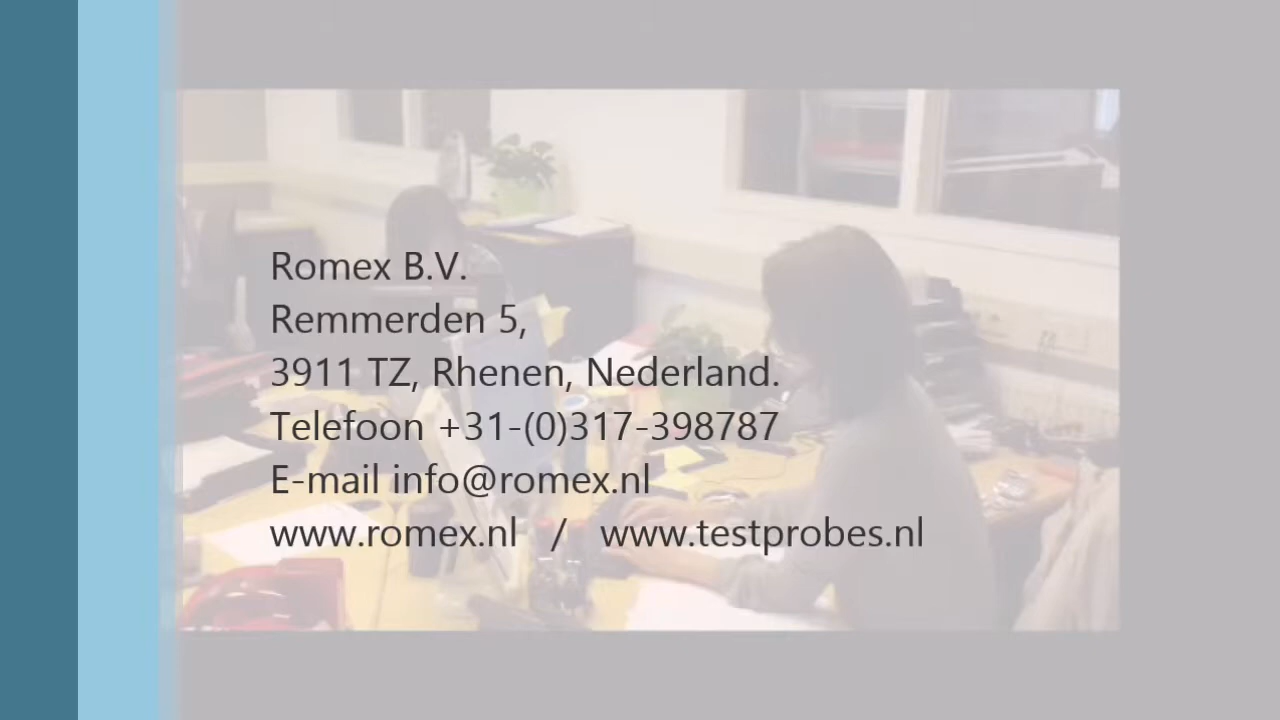 Romex B.V.
Remmerden 5,
3911 TZ, Rhenen, Nederland.
Telefoon +31-(0)317-398787
E-mail info@romex.nl
www.romex.nl / www.testprobes.nl